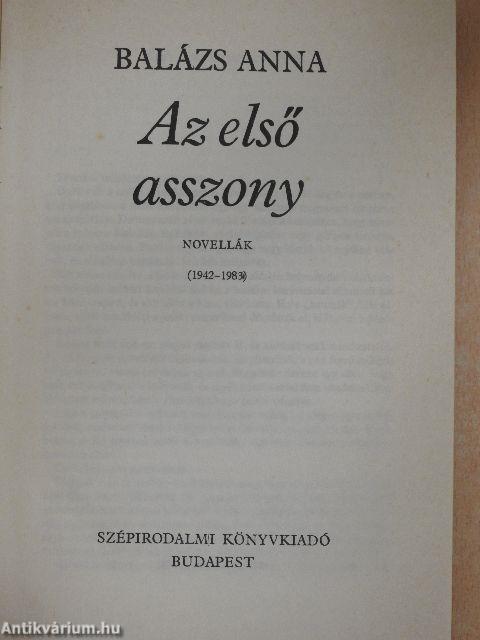 BALÁZS ANNA
Az első
asszony
NOVELLÁK
(1942–1983)
SZÉPIRODALMI KÖNYVKIADÓ
BUDAPEST
Antikvárium.hu